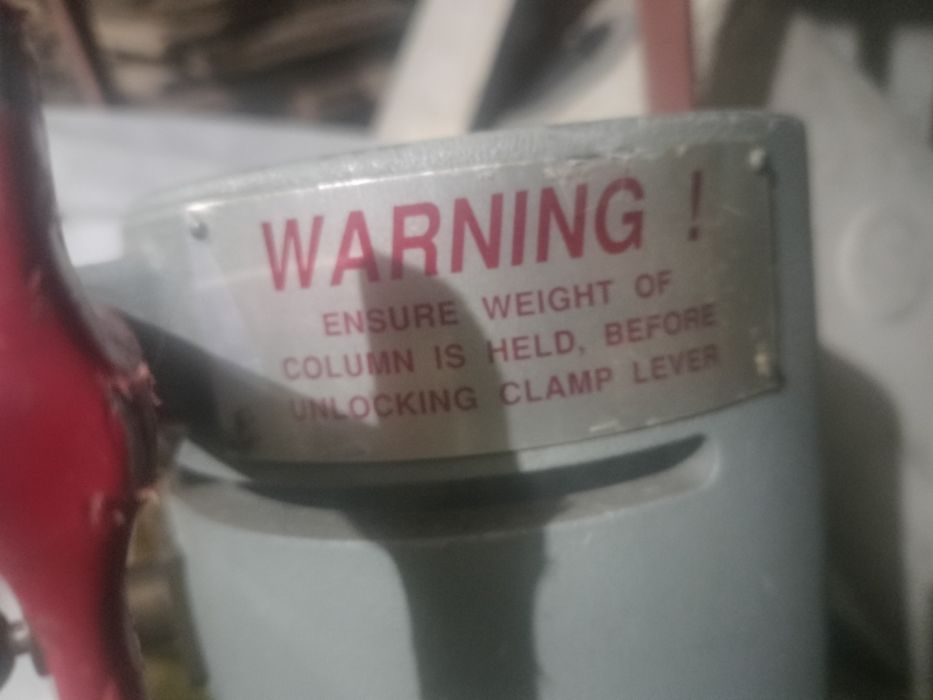 WARNING !
ENSURE WEIGHT OF
COLUMN IS HELD, BEFORE
UNLOCKING CLAMP LEVER